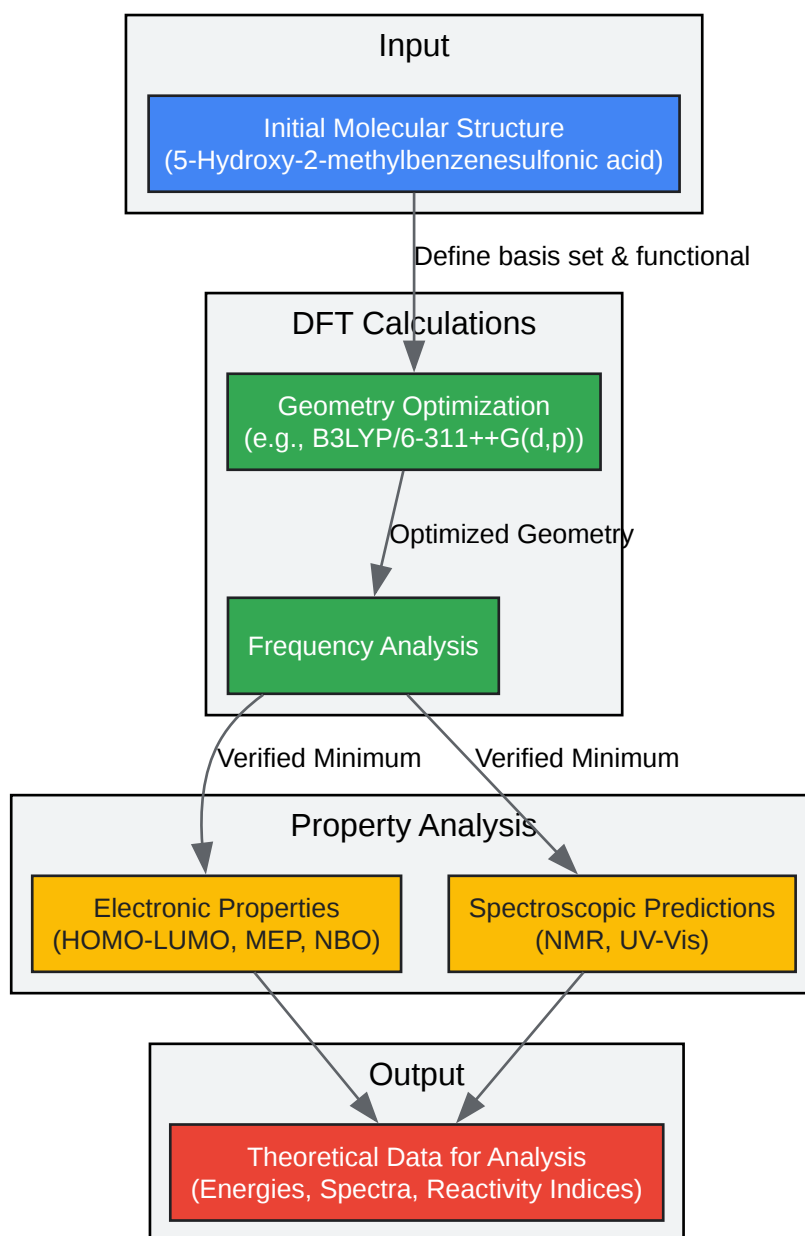 Input
Initial Molecular Structure
(5-Hydroxy-2-methylbenzenesulfonic acid)
Define basis set & functional
DFT Calculations
Geometry Optimization
(e.g., B3LYP/6-311++G(d,p))
Optimized Geometry
Frequency Analysis
Verified Minimum
Verified Minimum
Property Analysis
Electronic Properties
(HOMO-LUMO, MEP, NBO)
Spectroscopic Predictions
(NMR, UV-Vis)
Output
Theoretical Data for Analysis
(Energies, Spectra, Reactivity Indices)